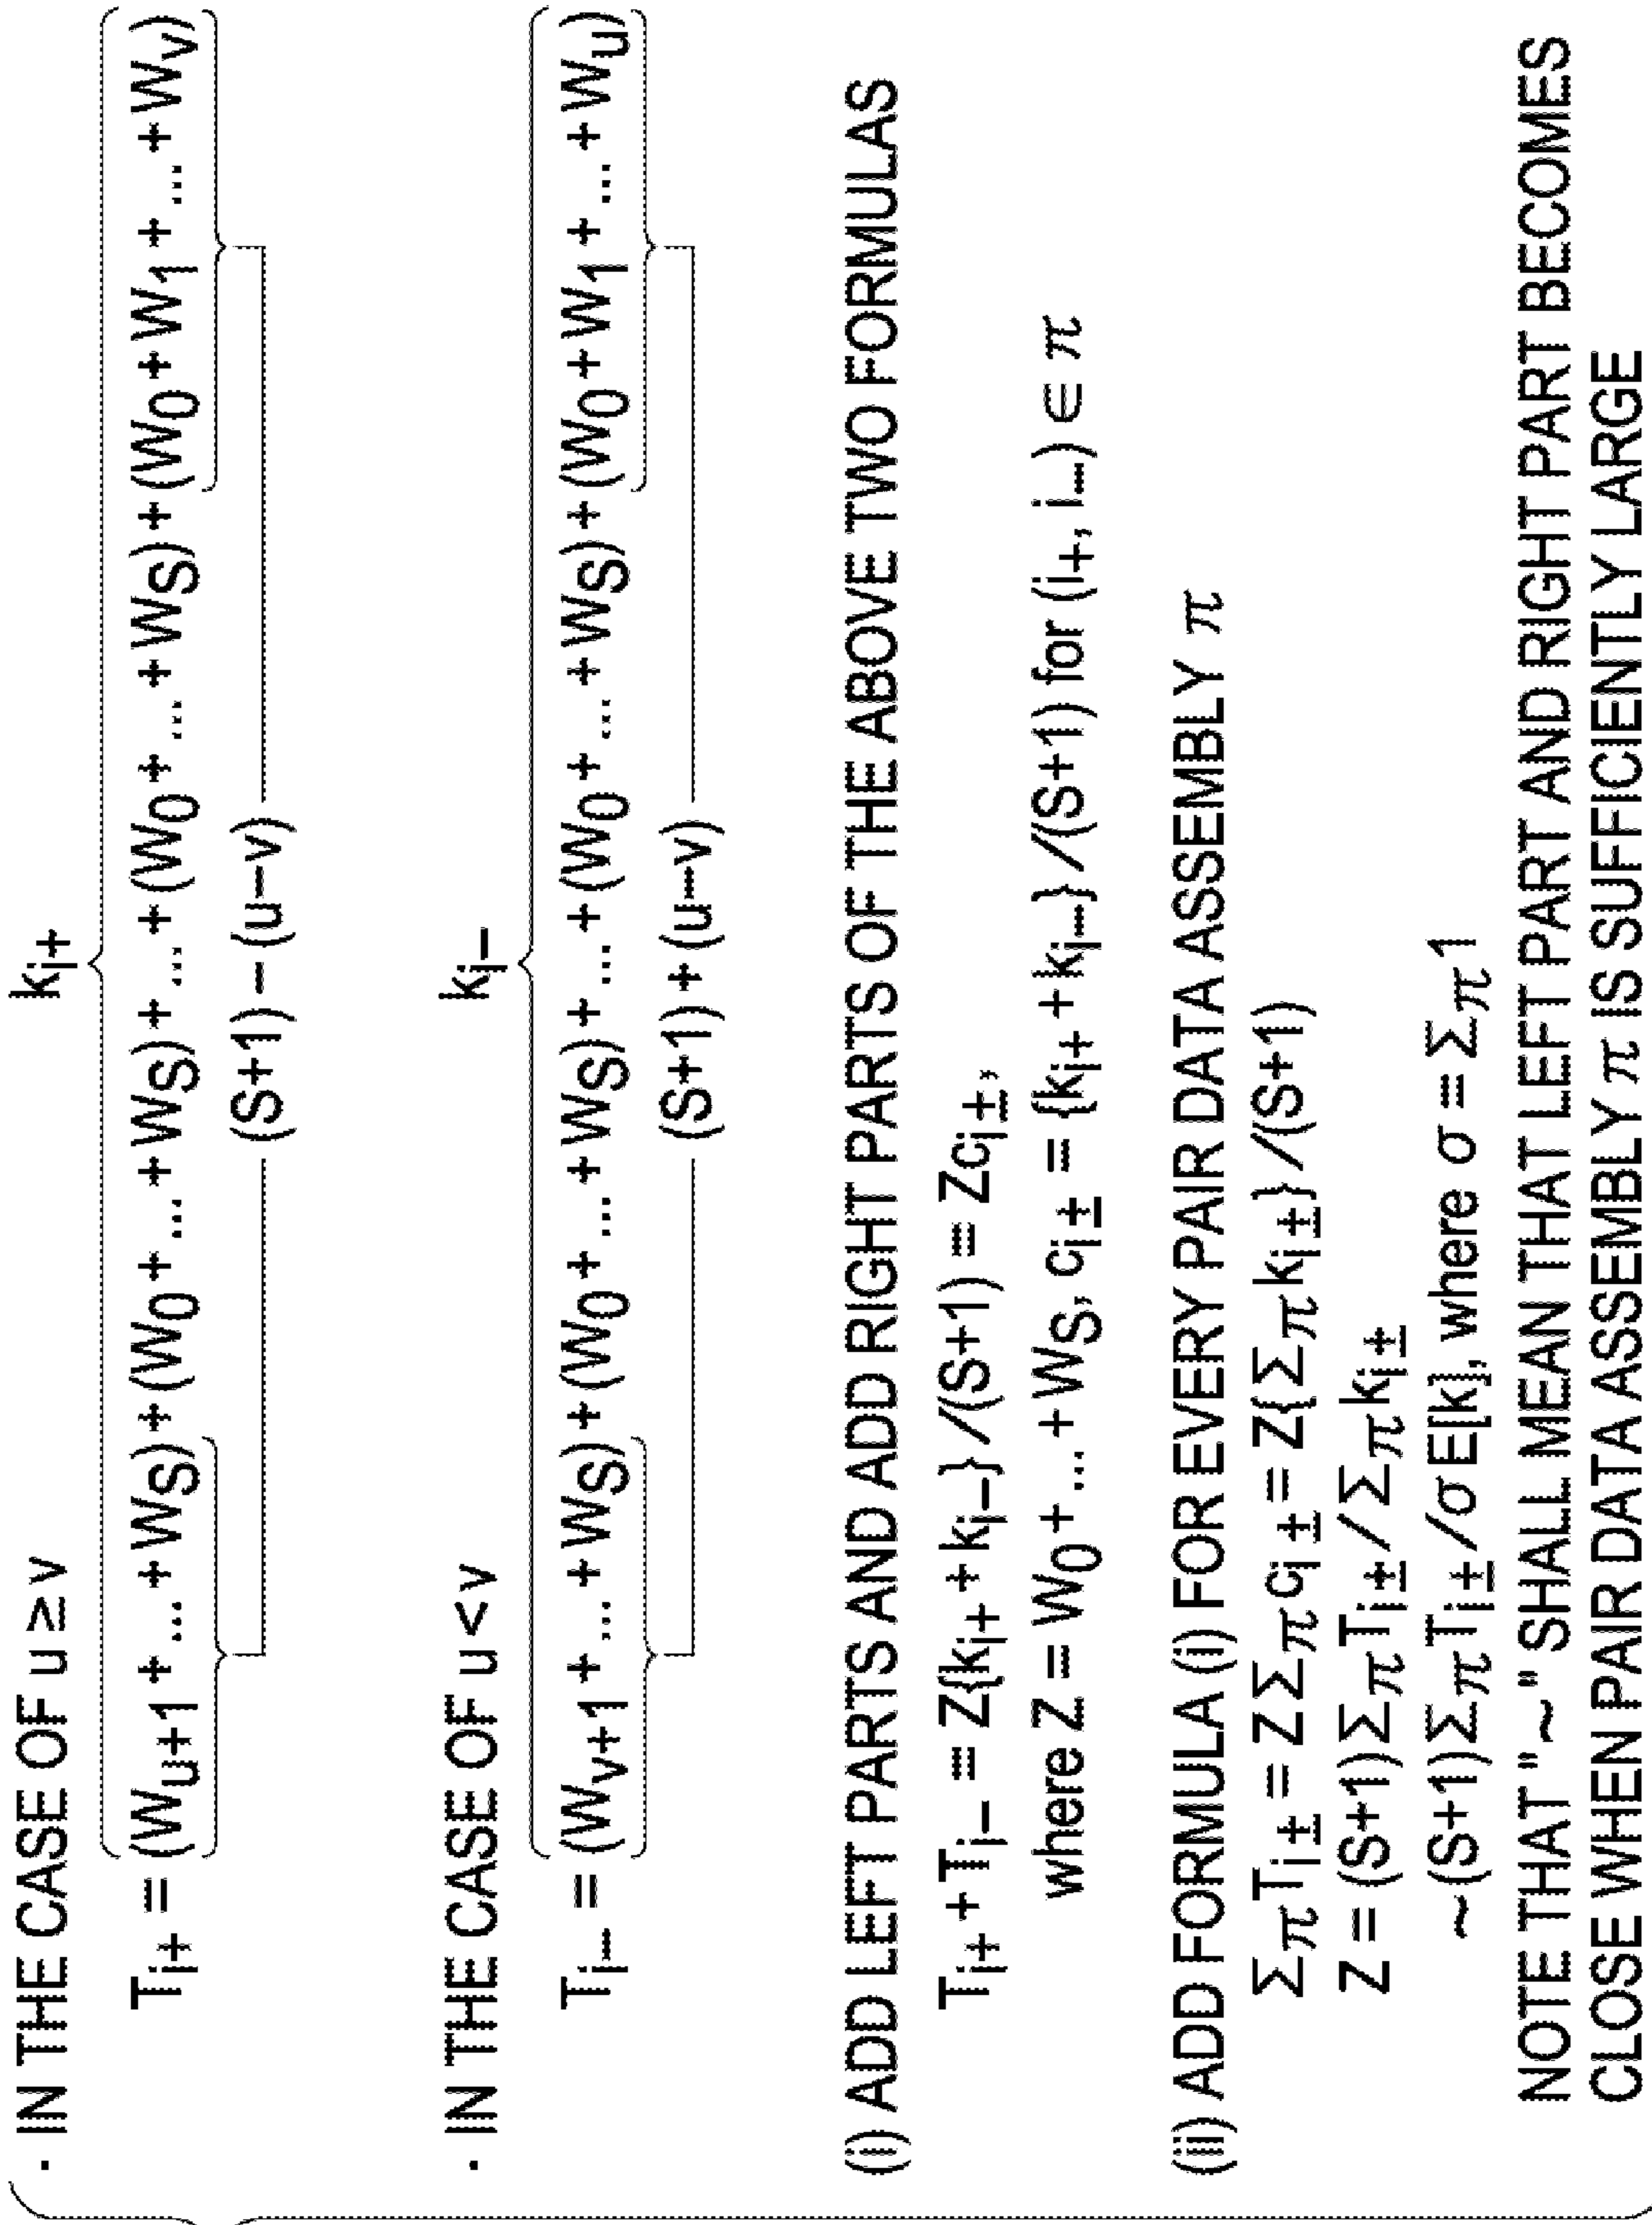 · IN THE CASE OF u ≥ v
k_{i+}
T_{i+} = (W_{u+1} + ... + W_S) + (W_0 + ... + W_S) + ... + (W_0 + ... + W_S) + (W_0 + W_1 + ... + W_v)
(S+1) − (u−v)
· IN THE CASE OF u < v
k_{i−}
T_{i−} = (W_{v+1} + ... + W_S) + (W_0 + ... + W_S) + ... + (W_0 + ... + W_S) + (W_0 + W_1 + ... + W_u)
(S+1) + (u−v)
(i) ADD LEFT PARTS AND ADD RIGHT PARTS OF THE ABOVE TWO FORMULAS
T_{i+} + T_{i−} = Z{k_{i+} + k_{i−}}/(S+1) = Zc_{i±},
where Z = W_0 + ... + W_S, c_{i±} = {k_{i+} + k_{i−}}/(S+1) for (i_+, i_−) ∈ π
(ii) ADD FORMULA (i) FOR EVERY PAIR DATA ASSEMBLY π
Σ_π T_{i±} = ZΣ_π c_{i±} = Z{Σ_π k_{i±}}/(S+1)
Z = (S+1)Σ_π T_{i±}/Σ_π k_{i±}
~(S+1)Σ_π T_{i±}/σE[k], where σ = Σ_π 1
NOTE THAT "~" SHALL MEAN THAT LEFT PART AND RIGHT PART BECOMES
CLOSE WHEN PAIR DATA ASSEMBLY π IS SUFFICIENTLY LARGE